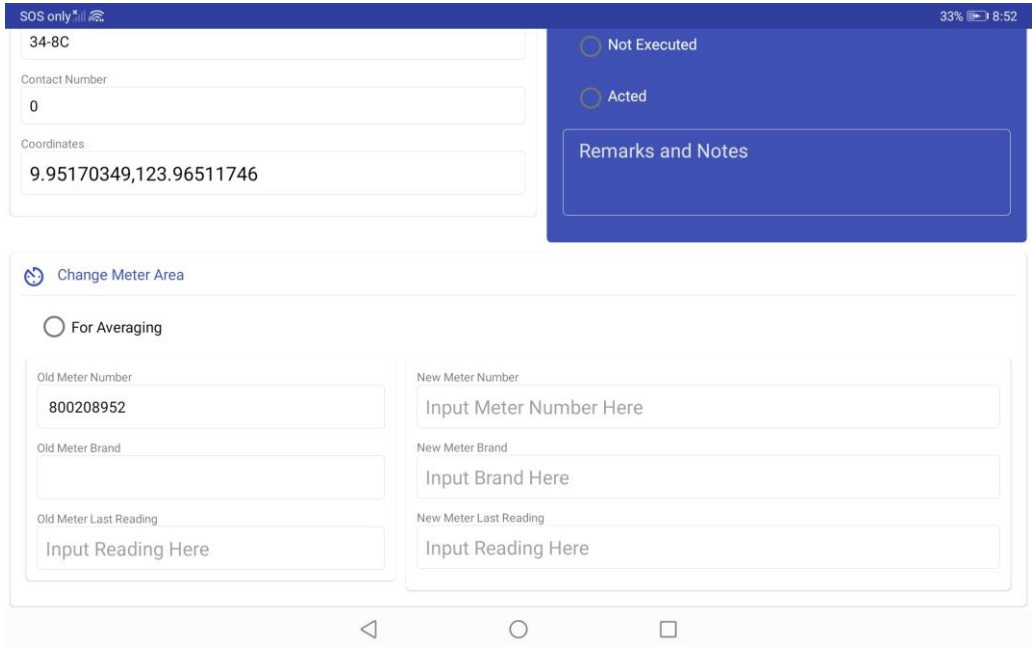 SOS only
33% 8:52
34-8C
Contact Number
0
Coordinates
9.95170349,123.96511746
Not Executed
Acted
Remarks and Notes
Change Meter Area
For Averaging
Old Meter Number
800208952
Old Meter Brand
Old Meter Last Reading
Input Reading Here
New Meter Number
Input Meter Number Here
New Meter Brand
Input Brand Here
New Meter Last Reading
Input Reading Here